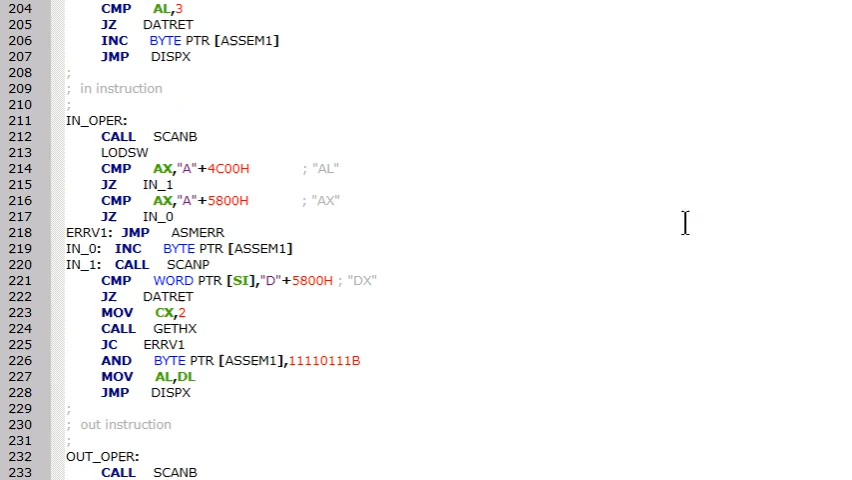 204 CMP AL,3
205 JZ DATRET
206 INC BYTE PTR [ASSEM1]
207 JMP DISPX
208 ;
209 ; in instruction
210 ;
211 IN_OPER:
212 CALL SCANB
213 LODSW
214 CMP AX,"A"+4C00H ; "AL"
215 JZ IN_1
216 CMP AX,"A"+5800H ; "AX"
217 JZ IN_0
218 ERRV1: JMP ASMERR
219 IN_0: INC BYTE PTR [ASSEM1]
220 IN_1: CALL SCANP
221 CMP WORD PTR [SI],"D"+5800H ; "DX"
222 JZ DATRET
223 MOV CX,2
224 CALL GETHX
225 JC ERRV1
226 AND BYTE PTR [ASSEM1],11110111B
227 MOV AL,DL
228 JMP DISPX
229 ;
230 ; out instruction
231 ;
232 OUT_OPER:
233 CALL SCANB